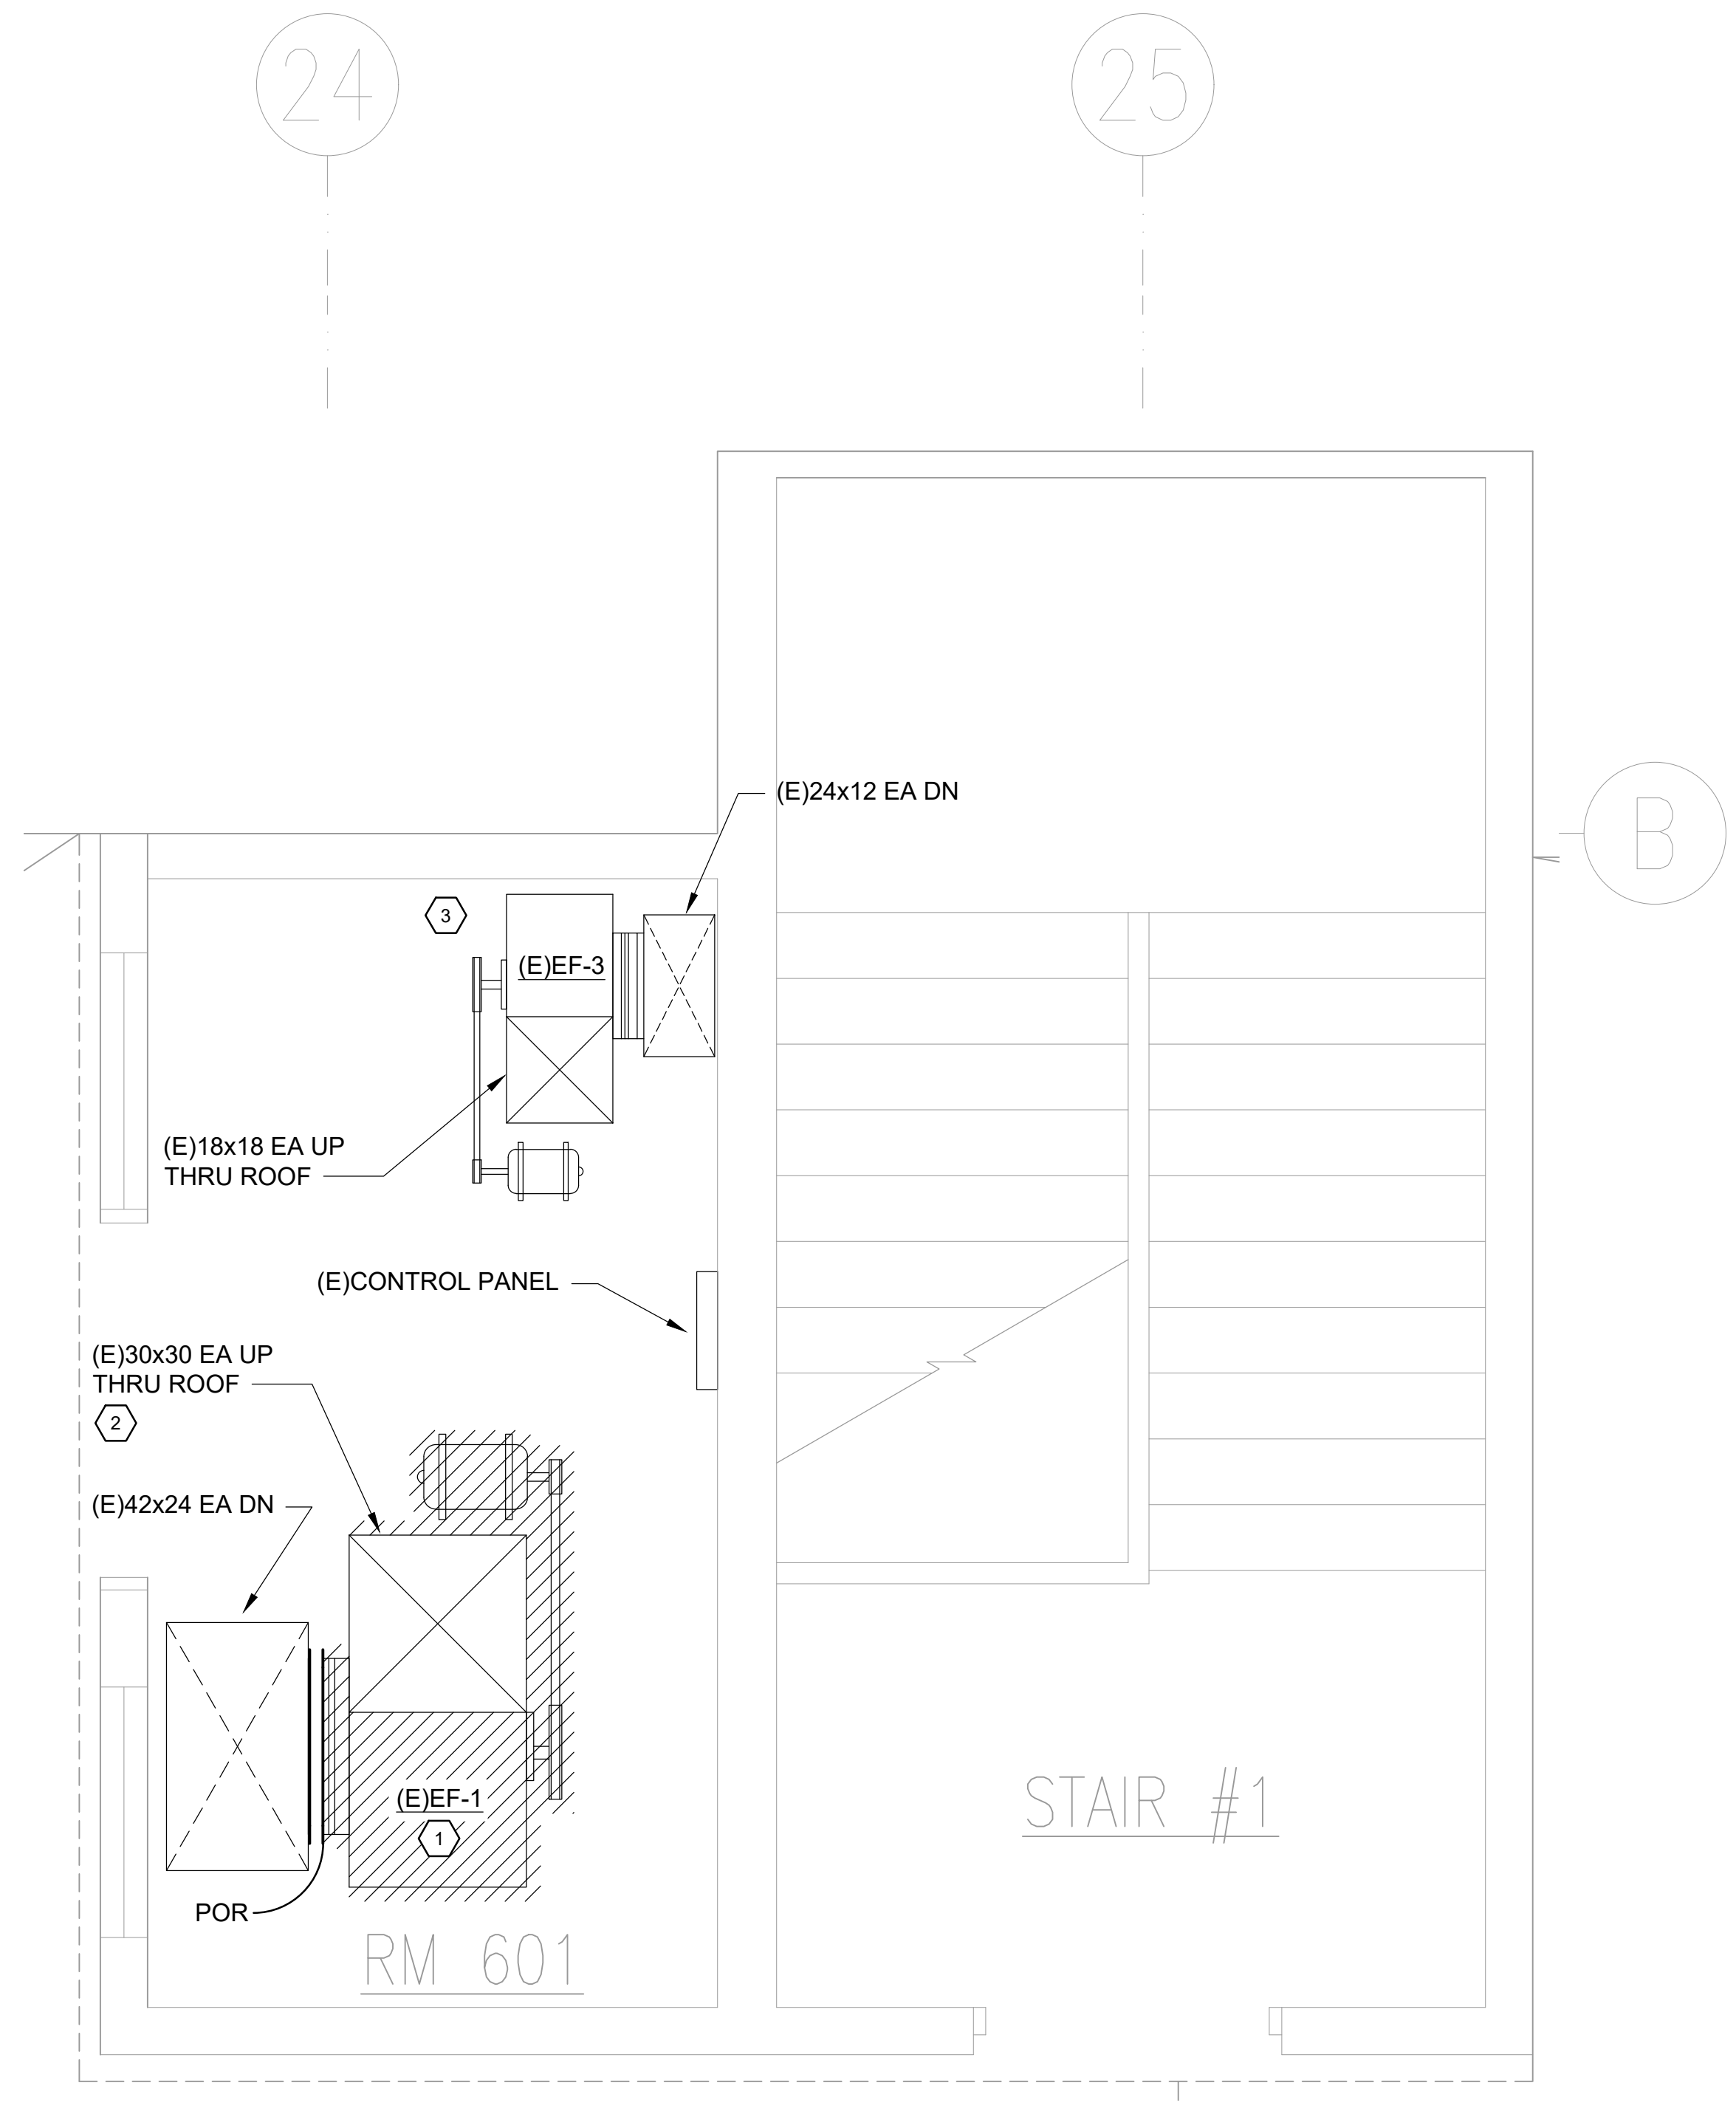 24
25
(E)24x12 EA DN
B
3
(E)EF-3
(E)18x18 EA UP
THRU ROOF
(E)CONTROL PANEL
(E)30x30 EA UP
THRU ROOF
2
(E)42x24 EA DN
(E)EF-1
1
STAIR #1
POR
RM 601